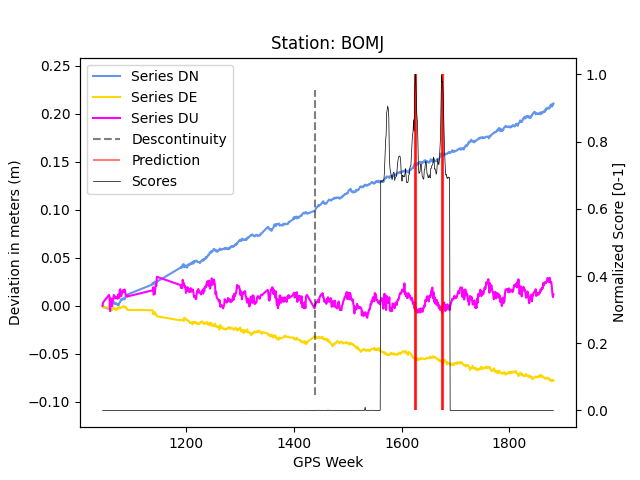 Station: BOMJ
Series DN
Series DE
Series DU
Descontinuity
Prediction
Scores
0.25
0.20
0.15
0.10
0.05
0.00
−0.05
−0.10
Deviation in meters (m)
1.0
0.8
0.6
0.4
0.2
0.0
Normalized Score [0-1]
1200 1400 1600 1800
GPS Week